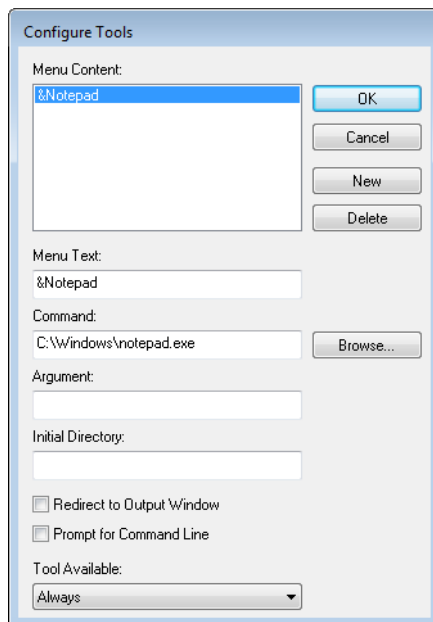 Configure Tools
Menu Content:
&Notepad
OK
Cancel
New
Delete
Menu Text:
&Notepad
Command:
C:\Windows\notepad.exe
Browse...
Argument:
Initial Directory:
Redirect to Output Window
Prompt for Command Line
Tool Available:
Always